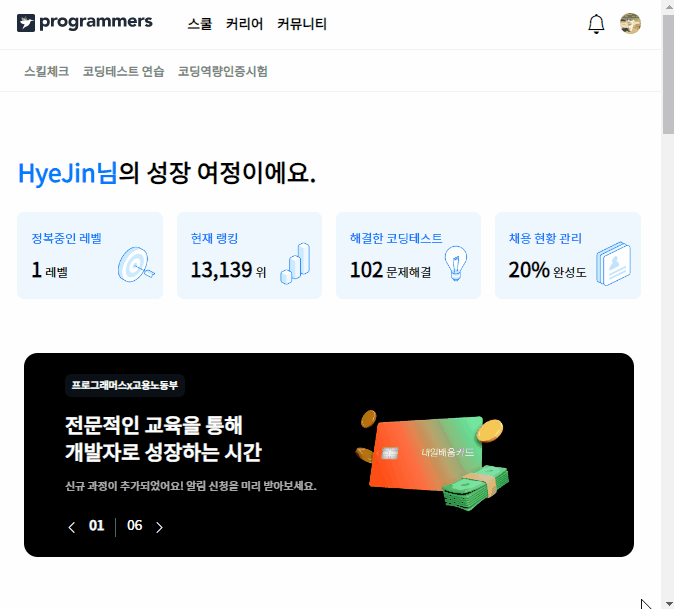 programmers
스쿨 커리어 커뮤니티
스킬체크 코딩테스트 연습 코딩역량인증시험
HyeJin님의 성장 여정이에요.
정복중인 레벨
1 레벨
현재 랭킹
13,139 위
해결한 코딩테스트
102 문제해결
채용 현황 관리
20% 완성도
프로그래머스x고용노동부
전문적인 교육을 통해
개발자로 성장하는 시간
신규 과정이 추가되었어요! 알림 신청을 미리 받아보세요.
내일배움카드
01 06